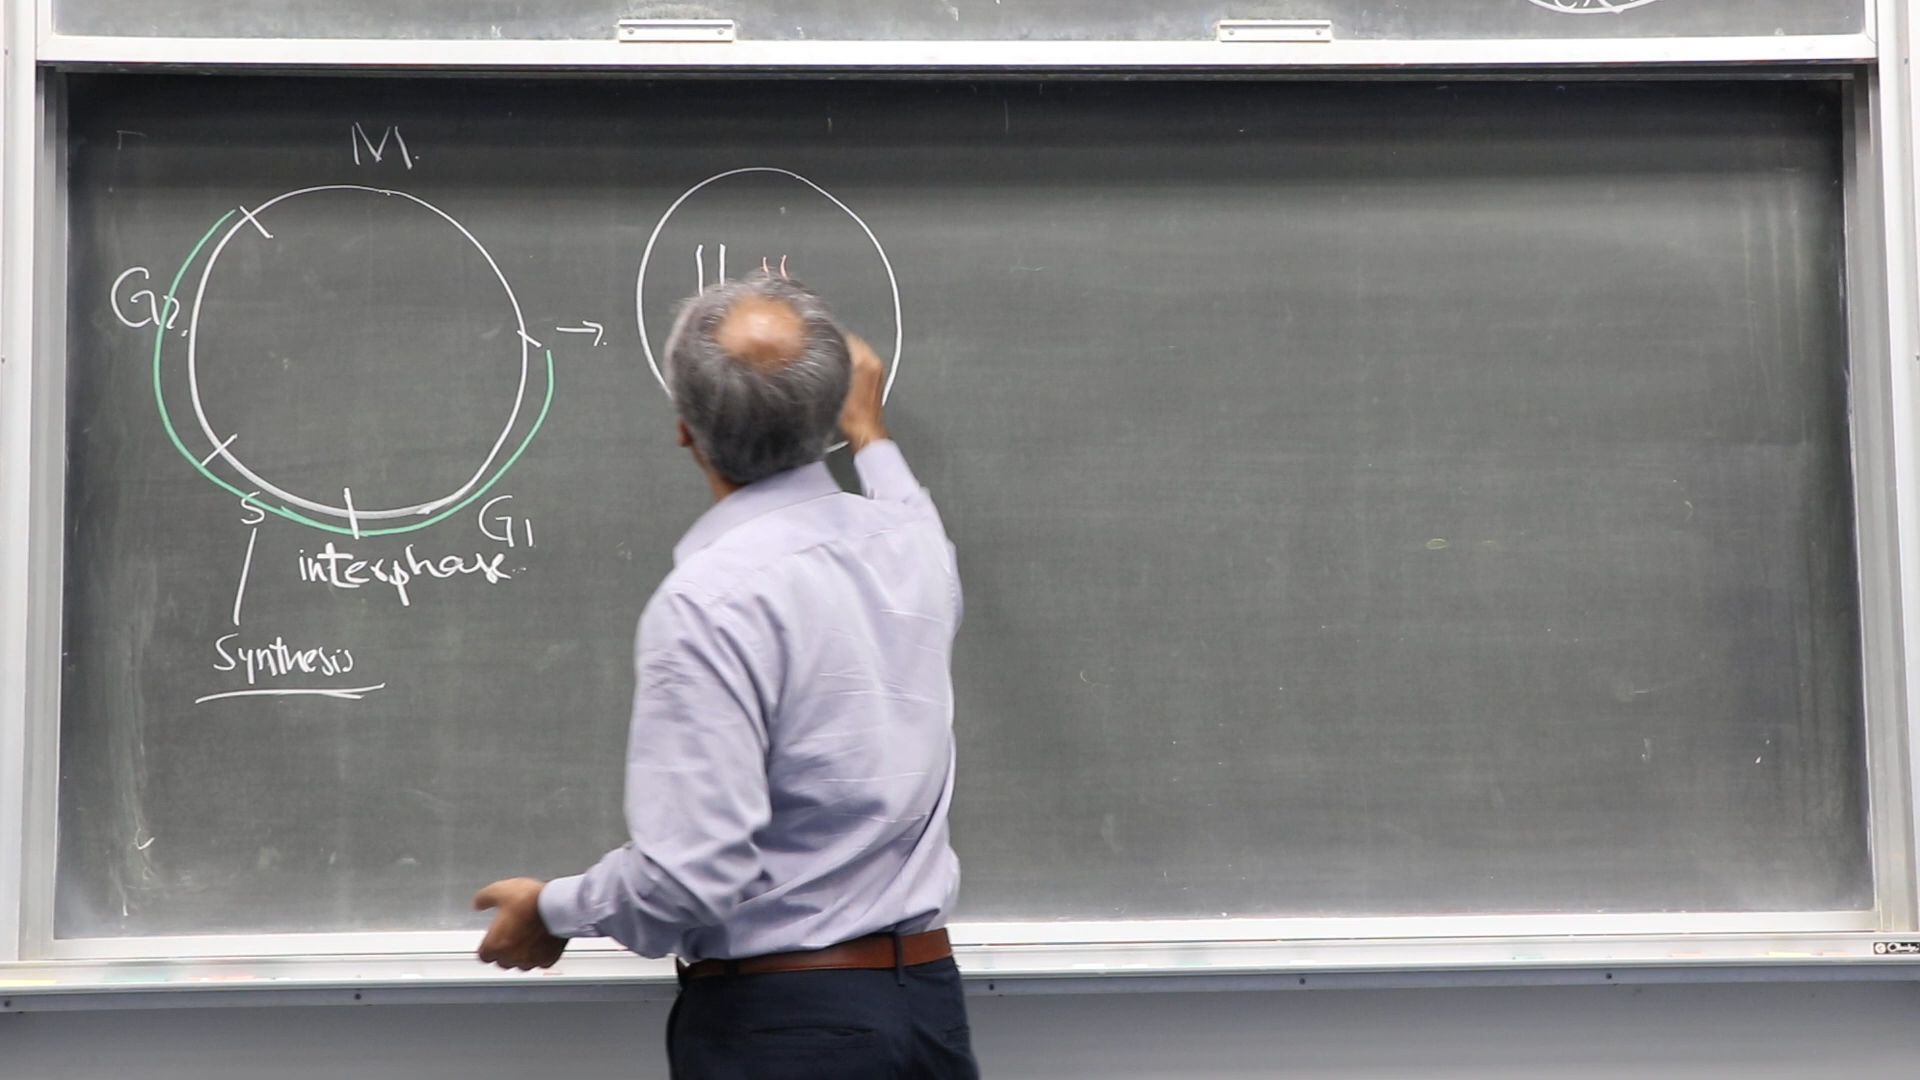 M
G2
S
G1
interphase
Synthesis